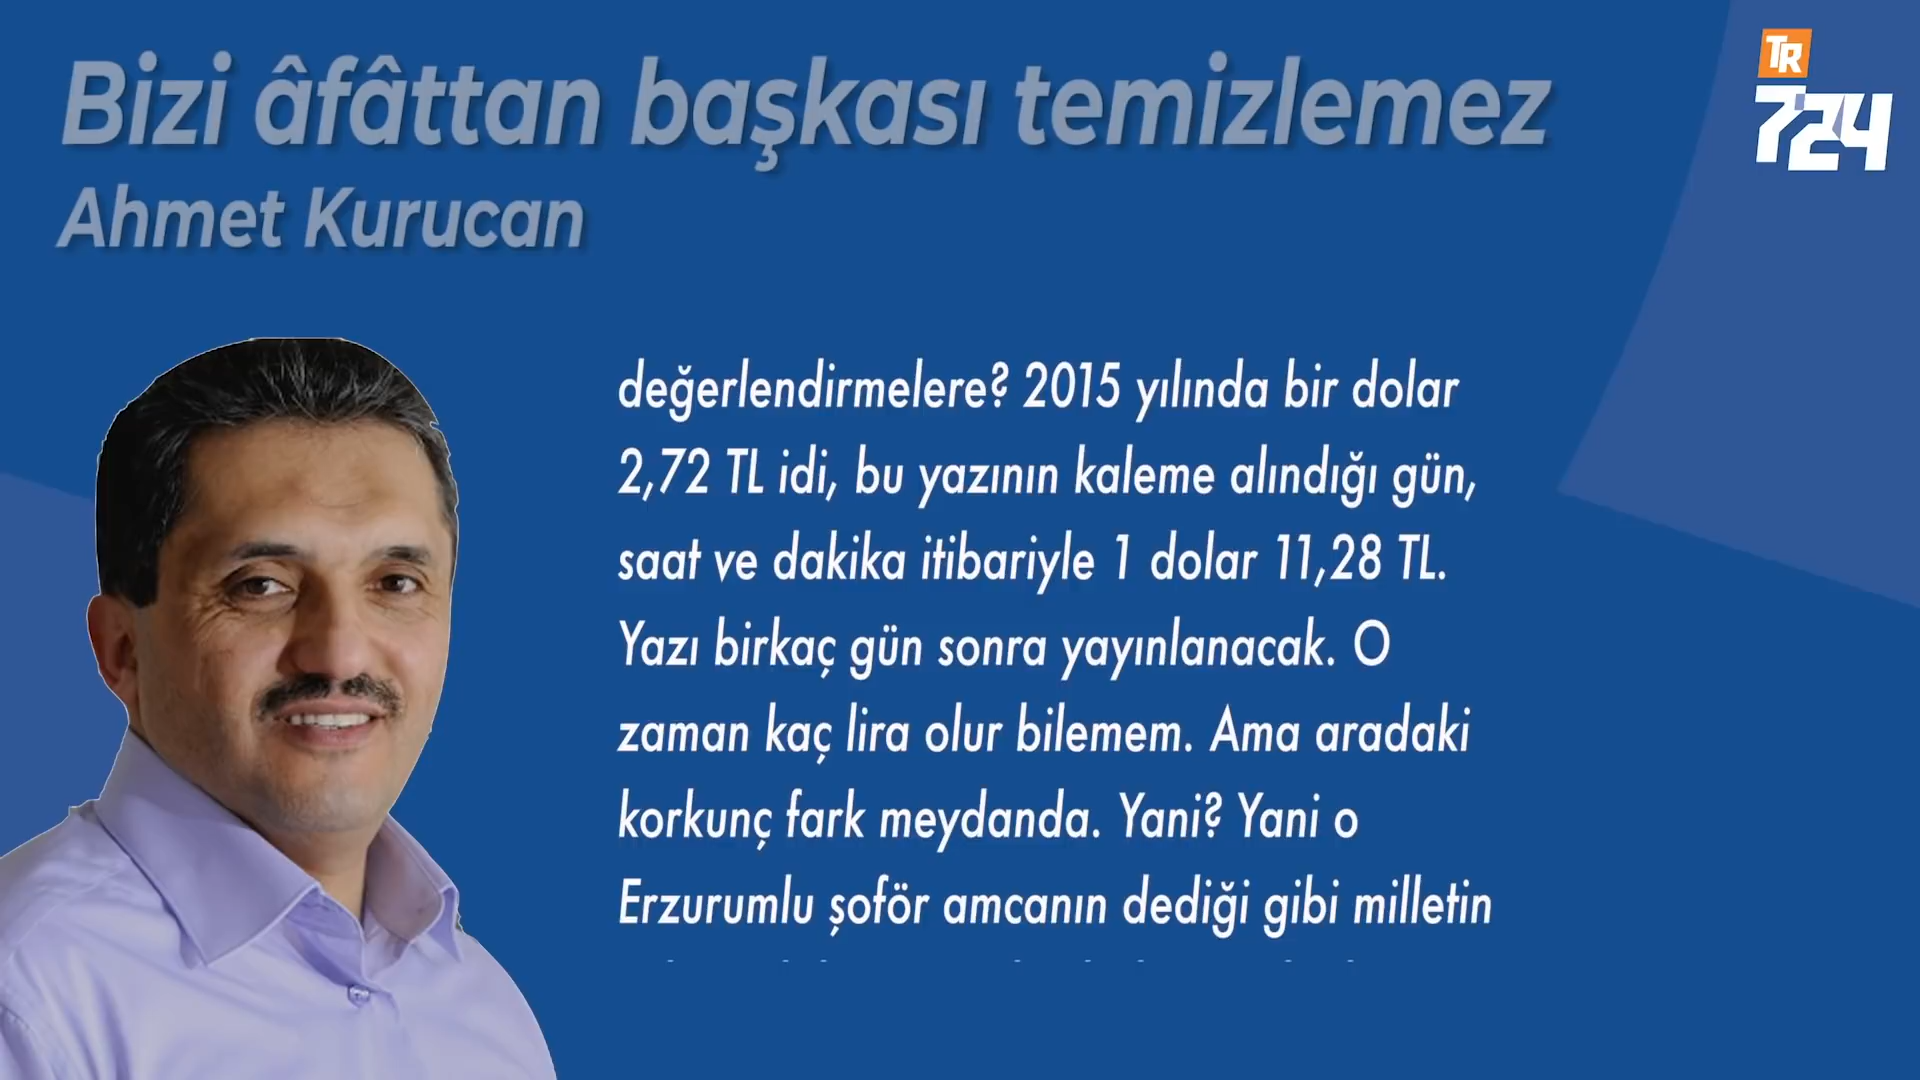 Bizi âfâttan başkası temizlemez
Ahmet Kurucan
TR
724
değerlendirmelere? 2015 yılında bir dolar
2,72 TL idi, bu yazının kaleme alındığı gün,
saat ve dakika itibariyle 1 dolar 11,28 TL.
Yazı birkaç gün sonra yayınlanacak. O
zaman kaç lira olur bilemem. Ama aradaki
korkunç fark meydanda. Yani? Yani o
Erzurumlu şoför amcanın dediği gibi milletin